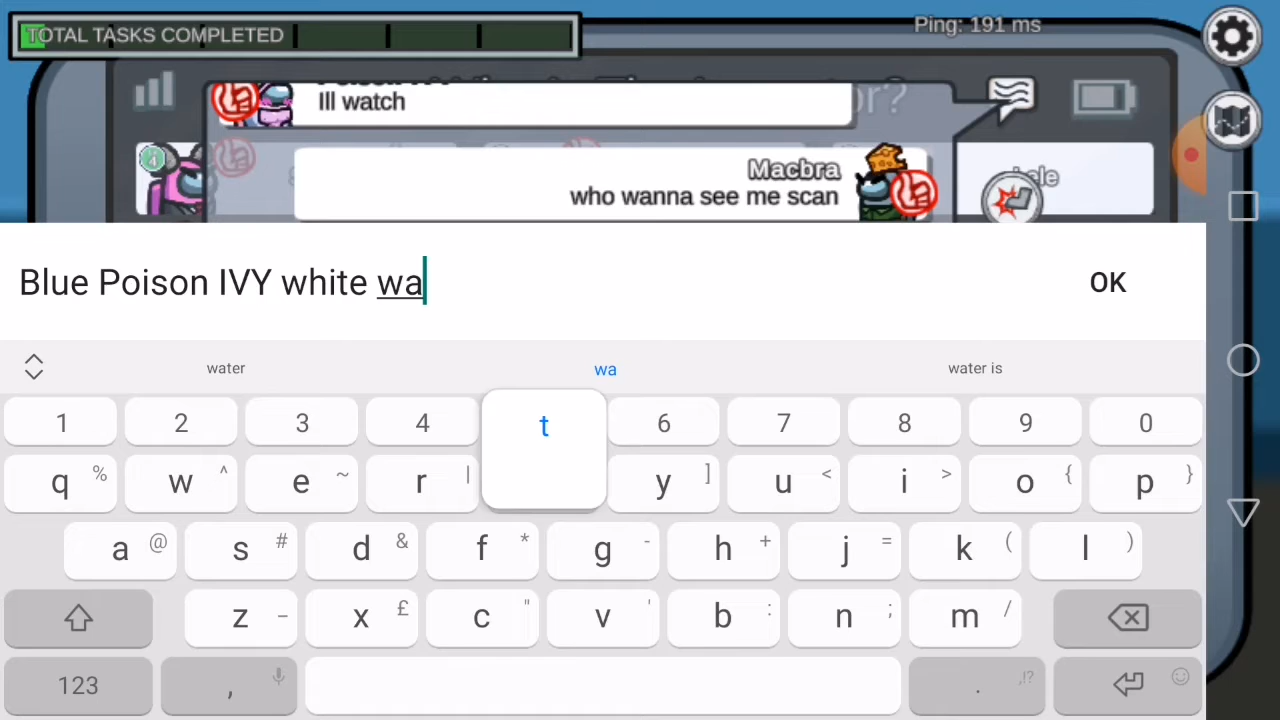 TOTAL TASKS COMPLETED
Ping: 191 ms
Ill watch
or?
Macbra
who wanna see me scan
Blue Poison IVY white wa
OK
water wa water is
1 2 3 4 6 7 8 9 0
t
q % w ^ e ~ r | y ] u < i > o { p }
a @ s # d & f * g - h + j = k ( l )
z _ x £ c " v ' b : n ; m /
123 , . ,!?